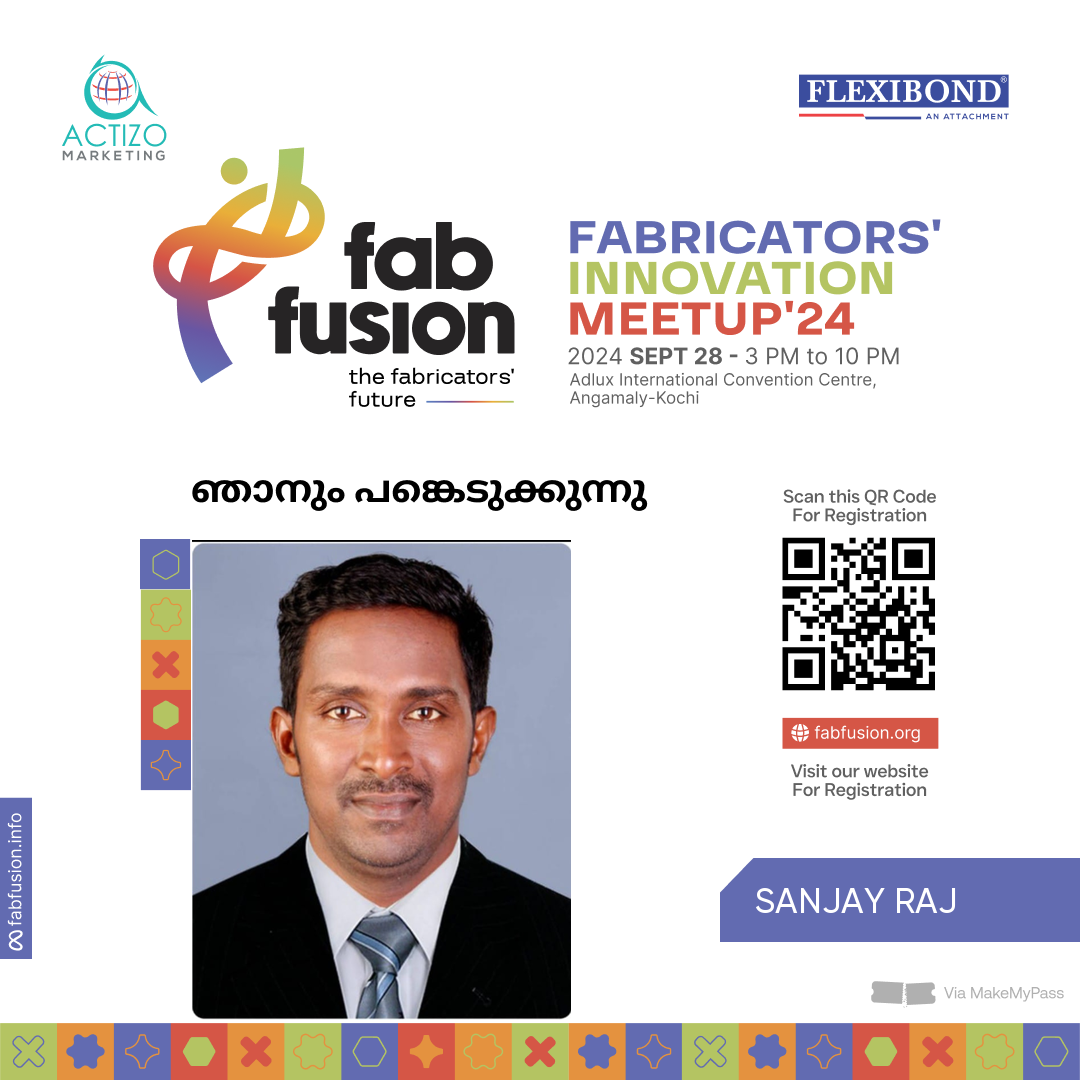 ACTIZO
MARKETING
FLEXIBOND®
AN ATTACHMENT
fab
fusion
the fabricators'
future
FABRICATORS'
INNOVATION
MEETUP'24
2024 SEPT 28 - 3 PM to 10 PM
Adlux International Convention Centre,
Angamaly-Kochi
ഞാനും പങ്കെടുക്കുന്നു
Scan this QR Code
For Registration
fabfusion.org
Visit our website
For Registration
fabfusion.info
SANJAY RAJ
Via MakeMyPass